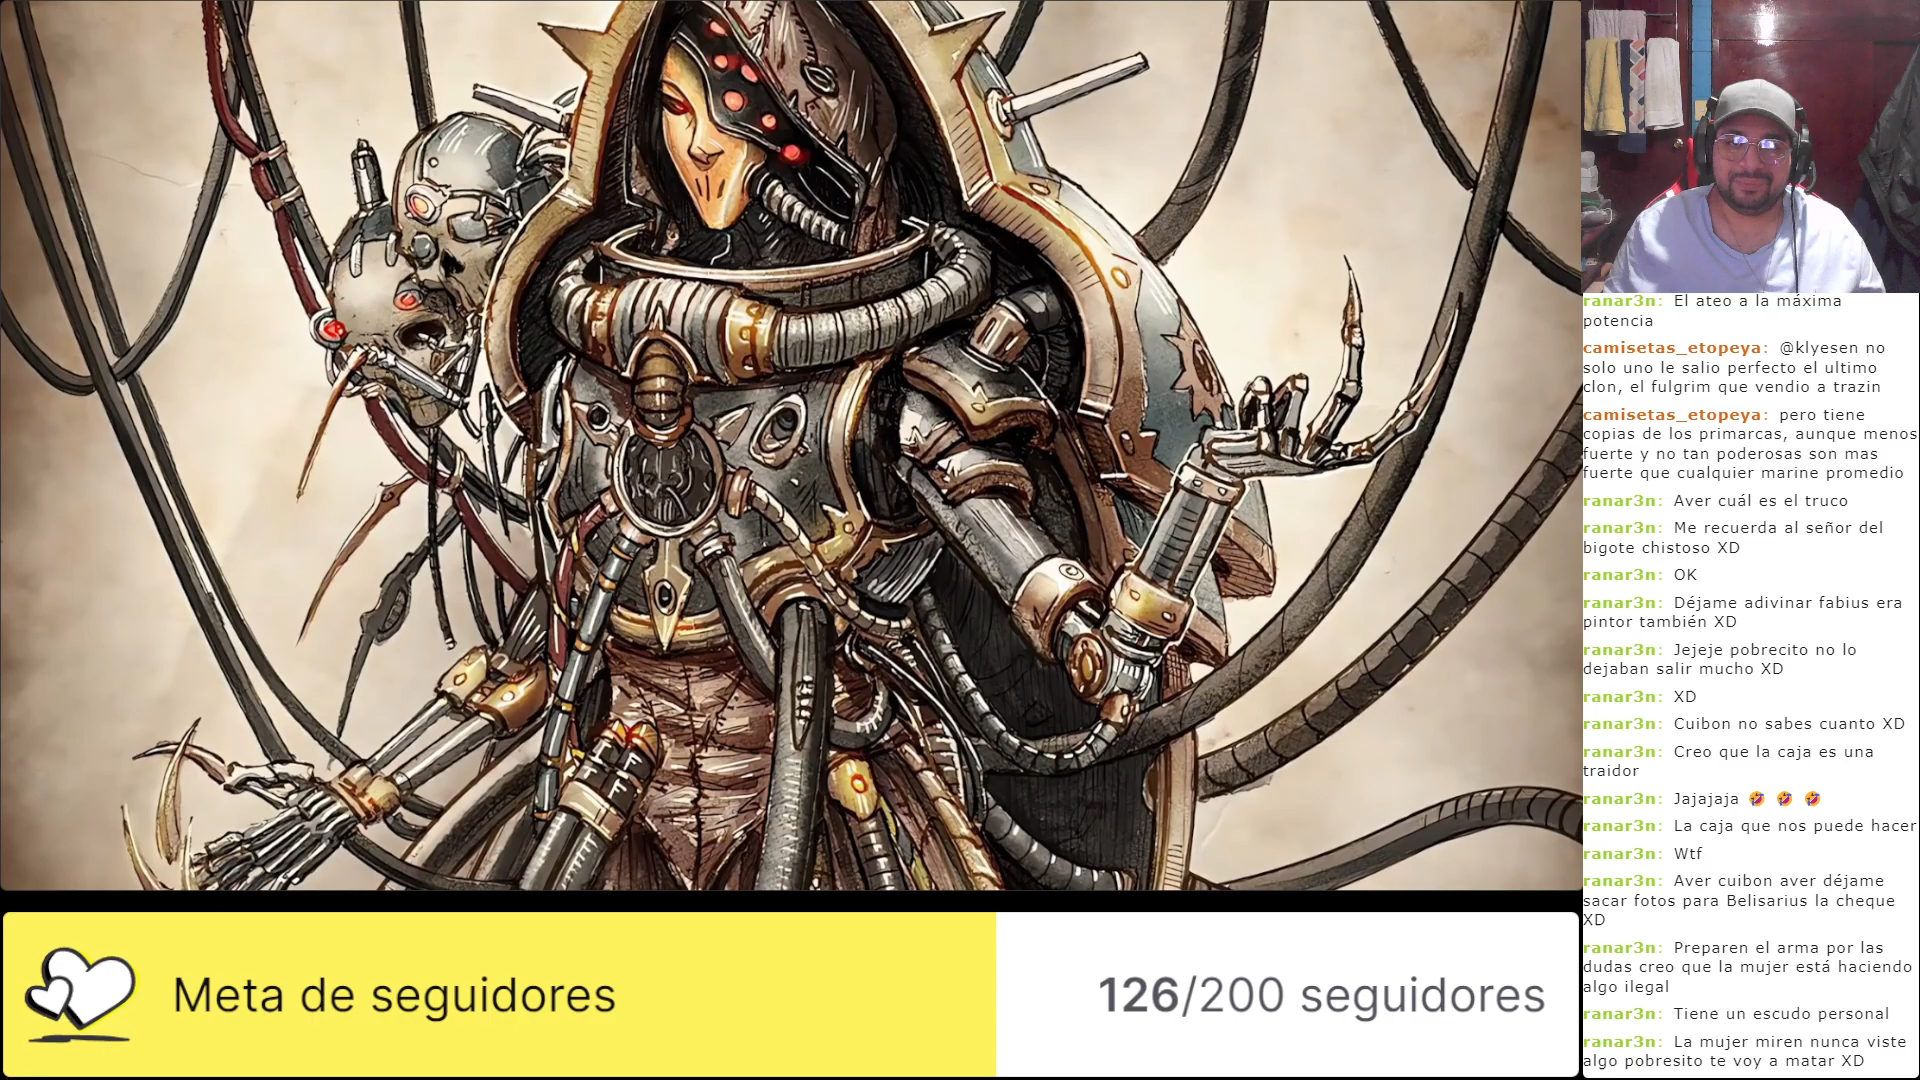 ranar3n: El ateo a la máxima
potencia
camisetas_etopeya: @klyesen no
solo uno le salio perfecto el ultimo
clon, el fulgrim que vendio a trazin
camisetas_etopeya: pero tiene
copias de los primarcas, aunque menos
fuerte y no tan poderosas son mas
fuerte que cualquier marine promedio
ranar3n: Aver cuál es el truco
ranar3n: Me recuerda al señor del
bigote chistoso XD
ranar3n: OK
ranar3n: Déjame adivinar fabius era
pintor también XD
ranar3n: Jejeje pobrecito no lo
dejaban salir mucho XD
ranar3n: XD
ranar3n: Cuibon no sabes cuanto XD
ranar3n: Creo que la caja es una
traidor
ranar3n: Jajajaja 🤣 🤣 🤣
ranar3n: La caja que nos puede hacer
ranar3n: Wtf
ranar3n: Aver cuibon aver déjame
sacar fotos para Belisarius la cheque
XD
ranar3n: Preparen el arma por las
dudas creo que la mujer está haciendo
algo ilegal
ranar3n: Tiene un escudo personal
ranar3n: La mujer miren nunca viste
algo pobresito te voy a matar XD
Meta de seguidores
126/200 seguidores